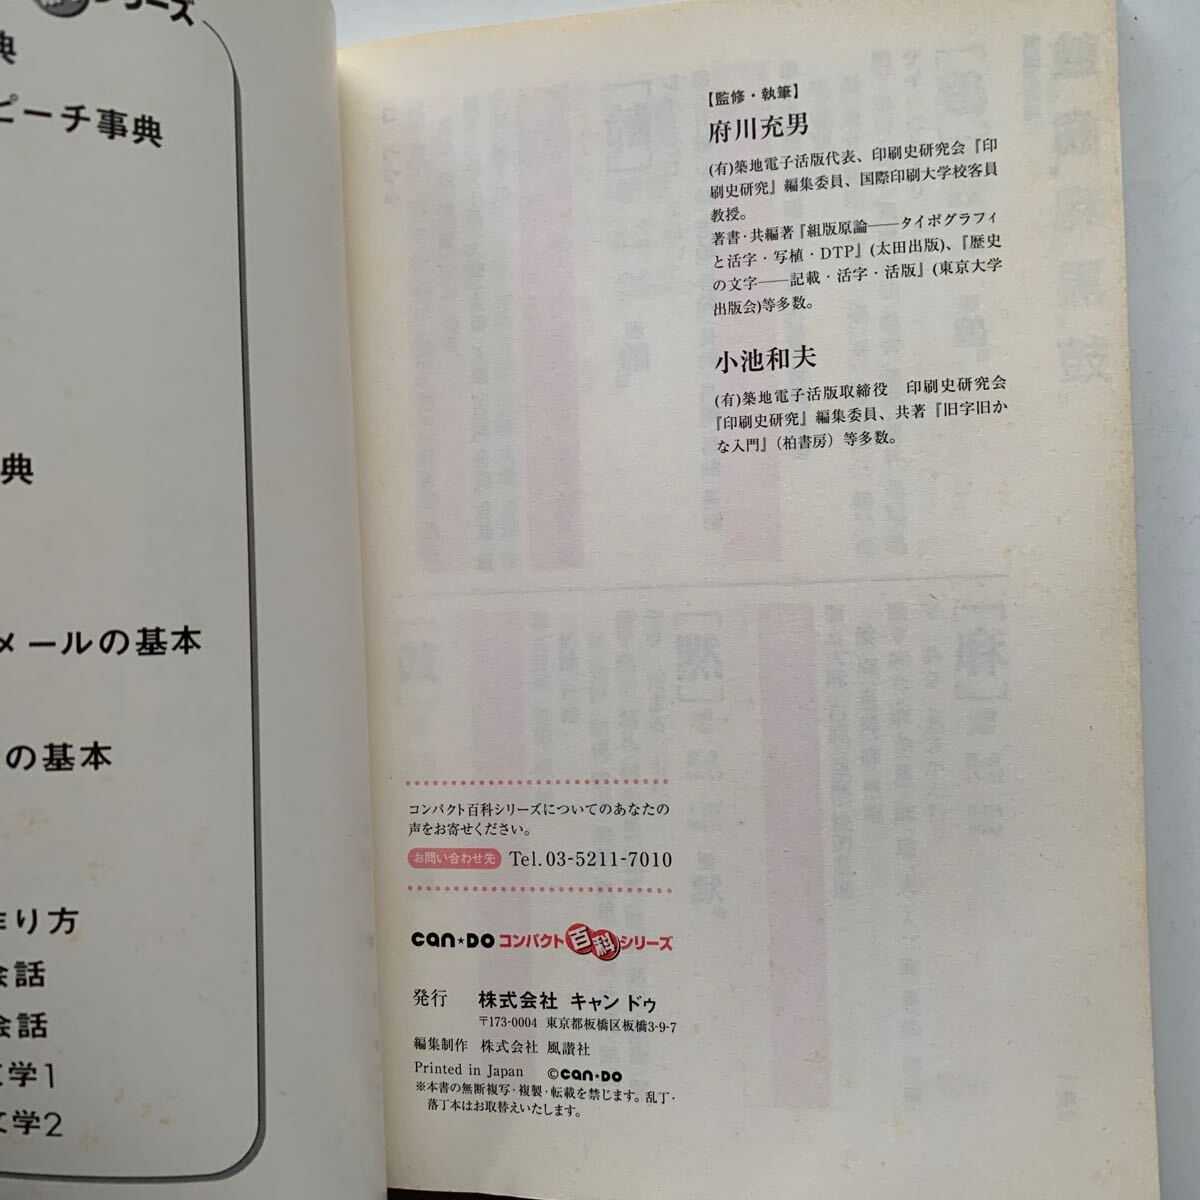 シリーズ
典
ピーチ事典
典
メールの基本
の基本
作り方
会話
会話
文学1
文学2
【監修・執筆】
府川充男
(有)築地電子活版代表、印刷史研究会『印
刷史研究』編集委員、国際印刷大学校客員
教授。
著書・共編著『組版原論――タイポグラフィ
と活字・写植・DTP』(太田出版)、『歴史
の文字――記載・活字・活版』(東京大学
出版会)等多数。
小池和夫
(有)築地電子活版取締役　印刷史研究会
『印刷史研究』編集委員、共著『旧字旧か
な入門』（柏書房）等多数。
コンパクト百科シリーズについてのあなたの
声をお寄せください。
お問い合わせ先 Tel.03-5211-7010
can★DO コンパクト百科シリーズ
発行　株式会社 キャン ドゥ
〒173-0004 東京都板橋区板橋3-9-7
編集制作　株式会社 風讃社
Printed in Japan　©can★DO
※本書の無断複写・複製・転載を禁じます。乱丁・
落丁本はお取替えいたします。